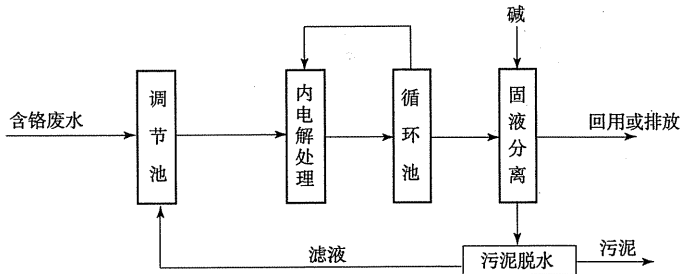 碱
含铬废水
调节池
内电解处理
循环池
固液分离
回用或排放
滤液
污泥脱水
污泥